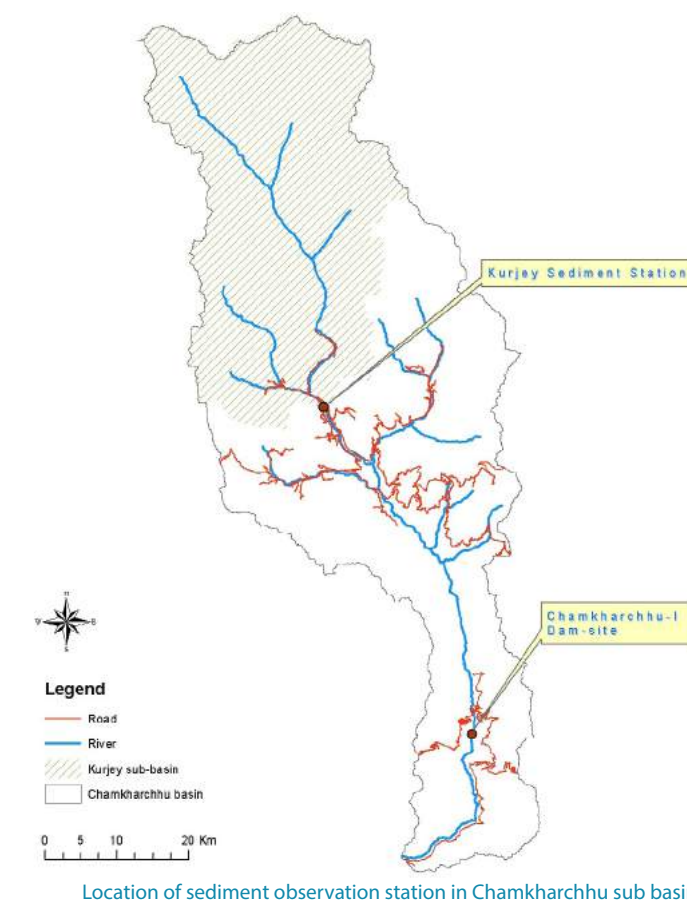 Kurjey Sediment Station
Chamkharchhu-I
Dam-site
N
W
E
S
Legend
Road
River
Kurjey sub-basin
Chamkharchhu basin
0 5 10 20 Km
Location of sediment observation station in Chamkharchhu sub basi